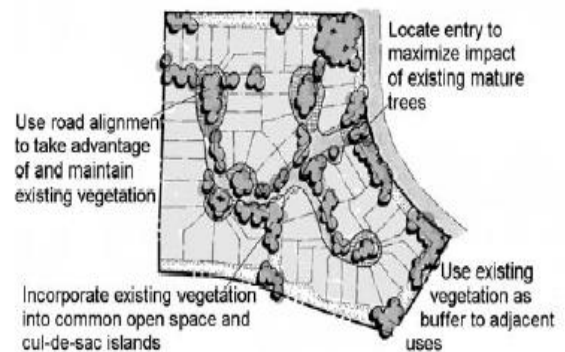 Locate entry to
maximize impact
of existing mature
trees
Use road alignment
to take advantage
of and maintain
existing vegetation
Incorporate existing vegetation
into common open space and
cul-de-sac islands
Use existing
vegetation as
buffer to adjacent
uses